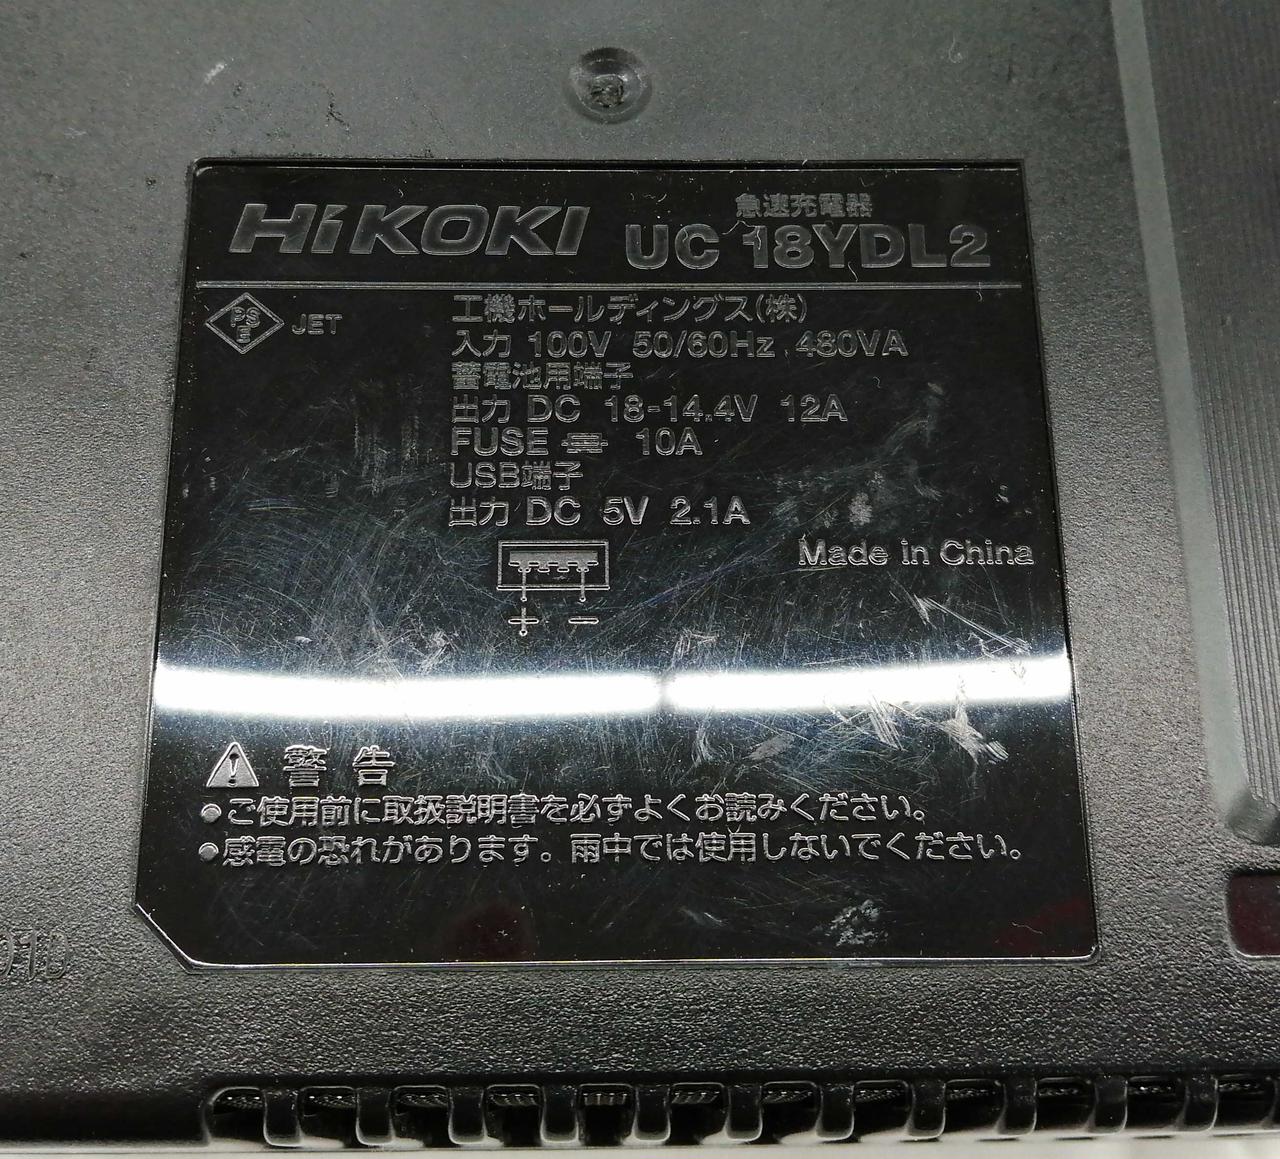 HiKOKI
急速充電器
UC 18YDL2
PS
E
JET
工機ホールディングス(株)
入力 100V 50/60Hz 480VA
蓄電池用端子
出力 DC 18-14.4V 12A
FUSE 10A
USB端子
出力 DC 5V 2.1A
Made in China
+ −
警告
●ご使用前に取扱説明書を必ずよくお読みください。
●感電の恐れがあります。雨中では使用しないでください。